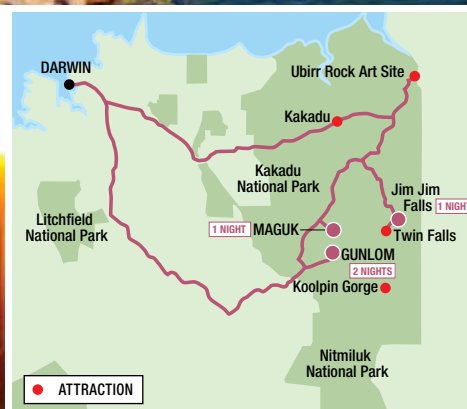 DARWIN
Ubirr Rock Art Site
Kakadu
Kakadu
National Park
Jim Jim
Falls
1 NIGHT
Litchfield
National Park
1 NIGHT
MAGUK
Twin Falls
GUNLOM
2 NIGHTS
Koolpin Gorge
Nitmiluk
National Park
ATTRACTION